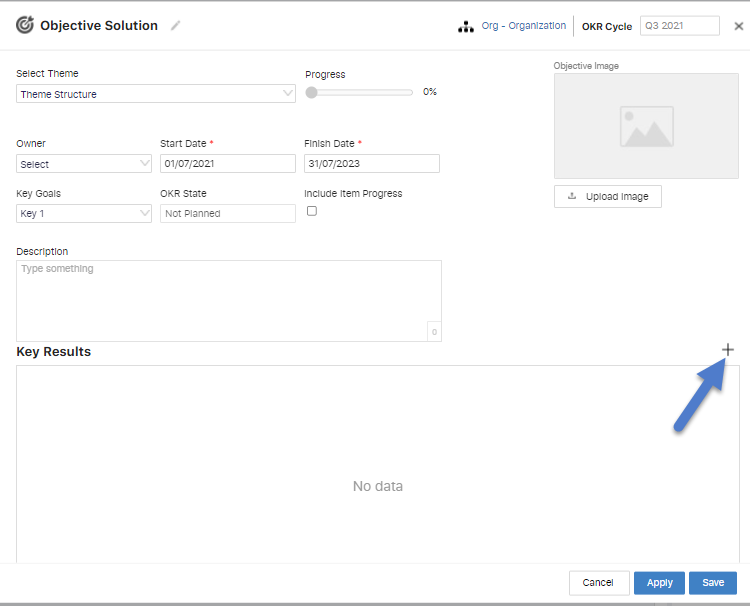 Objective Solution
Org - Organization
OKR Cycle
Q3 2021
Select Theme
Theme Structure
Progress
0%
Objective Image
Upload Image
Owner
Select
Start Date *
01/07/2021
Finish Date *
31/07/2023
Key Goals
Key 1
OKR State
Not Planned
Include Item Progress
Description
Type something
0
Key Results
No data
Cancel
Apply
Save